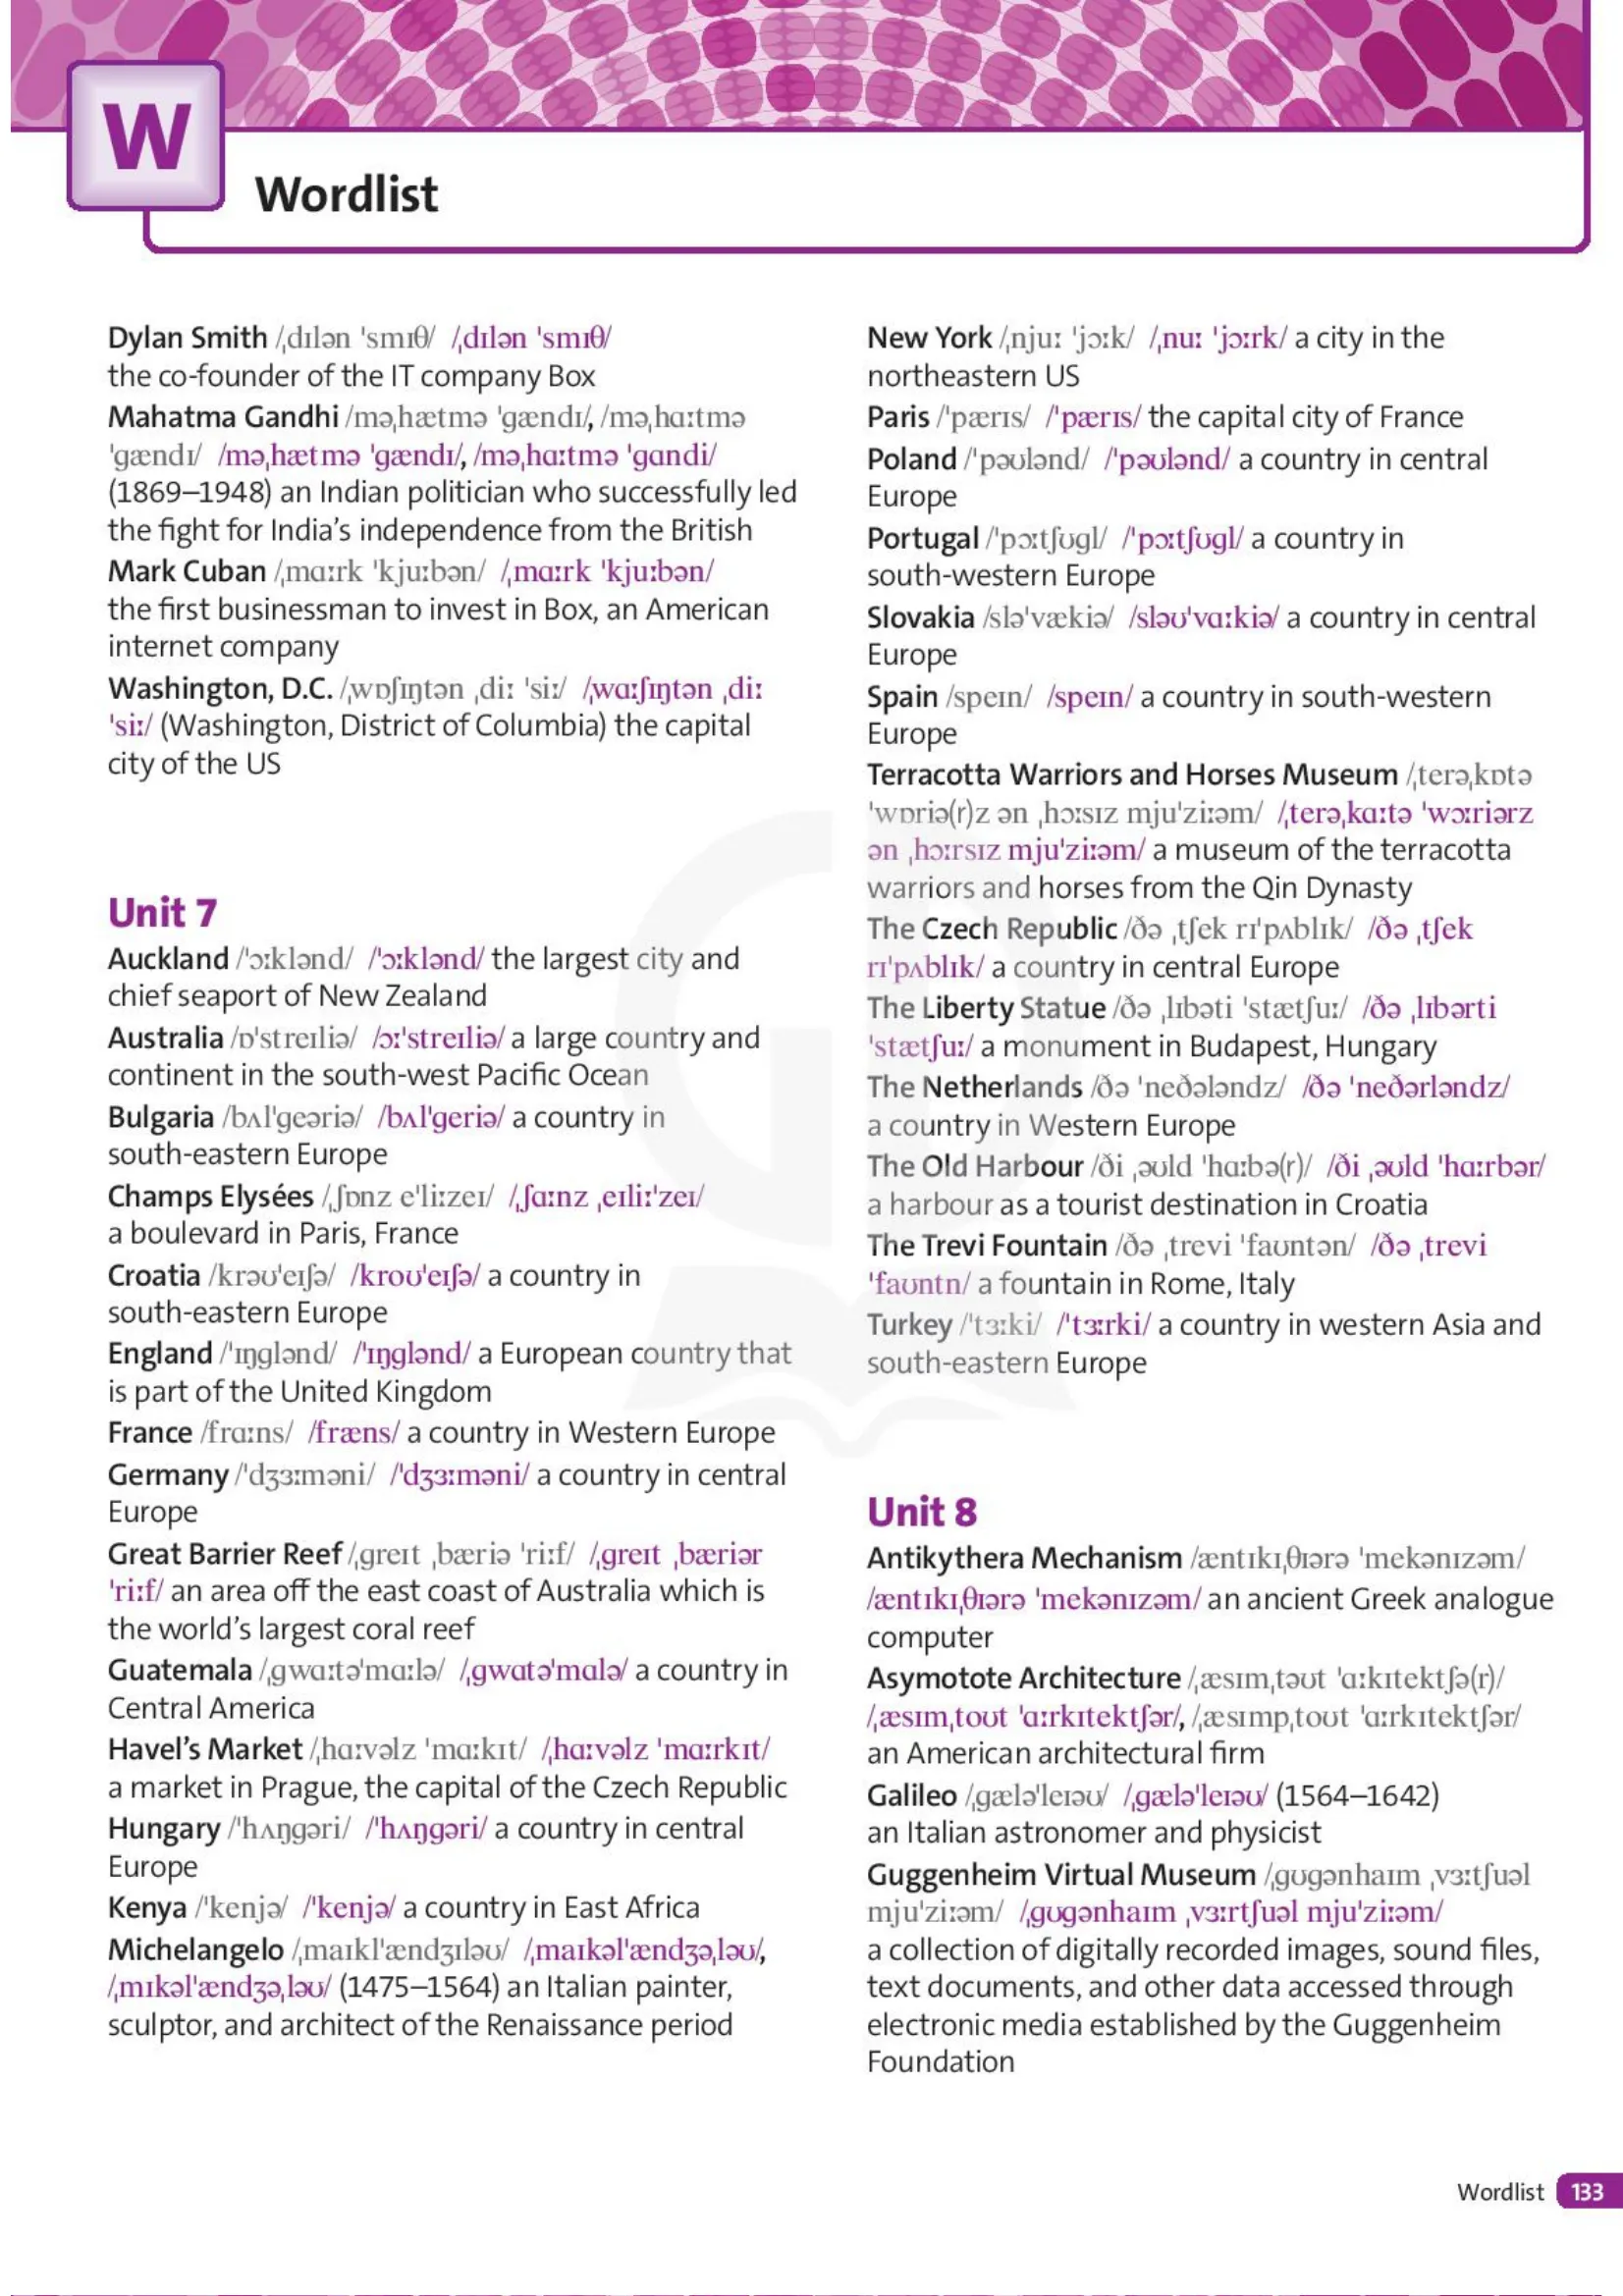 W
Wordlist
Dylan Smith /ˌdɪlən ˈsmɪθ/ /ˌdɪlən ˈsmɪθ/
the co-founder of the IT company Box
Mahatma Gandhi /məˌhætmə ˈgændɪ/, /məˌhɑːtmə
ˈgændɪ/ /məˌhætmə ˈgændɪ/, /məˌhɑːtmə ˈgɑndi/
(1869–1948) an Indian politician who successfully led
the fight for India’s independence from the British
Mark Cuban /ˌmɑːrk ˈkjuːbən/ /ˌmɑːrk ˈkjuːbən/
the first businessman to invest in Box, an American
internet company
Washington, D.C. /ˌwɒʃɪŋtən ˌdiː ˈsiː/ /ˌwɑːʃɪŋtən ˌdiː
ˈsiː/ (Washington, District of Columbia) the capital
city of the US
Unit 7
Auckland /ˈɔːklənd/ /ˈɔːklənd/ the largest city and
chief seaport of New Zealand
Australia /ɒˈstreɪliə/ /ɔːˈstreɪliə/ a large country and
continent in the south-west Pacific Ocean
Bulgaria /bʌlˈgeəriə/ /bʌlˈgeriə/ a country in
south-eastern Europe
Champs Elysées /ˌʃɒnz eˈliːzeɪ/ /ˌʃɑːnz ˌeɪliːˈzeɪ/
a boulevard in Paris, France
Croatia /krəʊˈeɪʃə/ /kroʊˈeɪʃə/ a country in
south-eastern Europe
England /ˈɪŋglənd/ /ˈɪŋglənd/ a European country that
is part of the United Kingdom
France /frɑːns/ /fræns/ a country in Western Europe
Germany /ˈdʒɜːməni/ /ˈdʒɜːməni/ a country in central
Europe
Great Barrier Reef /ˌgreɪt ˌbæriə ˈriːf/ /ˌgreɪt ˌbæriər
ˈriːf/ an area off the east coast of Australia which is
the world’s largest coral reef
Guatemala /ˌgwɑːtəˈmɑːlə/ /ˌgwɑtəˈmɑlə/ a country in
Central America
Havel’s Market /ˌhɑːvəlz ˈmɑːkɪt/ /ˌhɑːvəlz ˈmɑːrkɪt/
a market in Prague, the capital of the Czech Republic
Hungary /ˈhʌŋgəri/ /ˈhʌŋgəri/ a country in central
Europe
Kenya /ˈkenjə/ /ˈkenjə/ a country in East Africa
Michelangelo /ˌmaɪklˈændʒɪləʊ/ /ˌmaɪkəlˈændʒəˌləʊ/,
/ˌmɪkəlˈændʒəˌləʊ/ (1475–1564) an Italian painter,
sculptor, and architect of the Renaissance period
New York /ˌnjuː ˈjɔːk/ /ˌnuː ˈjɔːrk/ a city in the
northeastern US
Paris /ˈpærɪs/ /ˈpærɪs/ the capital city of France
Poland /ˈpəʊlənd/ /ˈpəʊlənd/ a country in central
Europe
Portugal /ˈpɔːtʃʊgl/ /ˈpɔːtʃʊgl/ a country in
south-western Europe
Slovakia /sləˈvækiə/ /sləʊˈvɑːkiə/ a country in central
Europe
Spain /speɪn/ /speɪn/ a country in south-western
Europe
Terracotta Warriors and Horses Museum /ˌterəˌkɒtə
ˈwɒriə(r)z ən ˌhɔːsɪz mjuˈziːəm/ /ˌterəˌkɑːtə ˈwɔːriərz
ən ˌhɔːrsɪz mjuˈziːəm/ a museum of the terracotta
warriors and horses from the Qin Dynasty
The Czech Republic /ðə ˌtʃek rɪˈpʌblɪk/ /ðə ˌtʃek
rɪˈpʌblɪk/ a country in central Europe
The Liberty Statue /ðə ˌlɪbəti ˈstætʃuː/ /ðə ˌlɪbərti
ˈstætʃuː/ a monument in Budapest, Hungary
The Netherlands /ðə ˈneðələndz/ /ðə ˈneðərləndz/
a country in Western Europe
The Old Harbour /ði ˌəʊld ˈhɑːbə(r)/ /ði ˌəʊld ˈhɑːrbər/
a harbour as a tourist destination in Croatia
The Trevi Fountain /ðə ˌtrevi ˈfaʊntən/ /ðə ˌtrevi
ˈfaʊntn/ a fountain in Rome, Italy
Turkey /ˈtɜːki/ /ˈtɜːrki/ a country in western Asia and
south-eastern Europe
Unit 8
Antikythera Mechanism /æntɪkɪˌθɪərə ˈmekənɪzəm/
/æntɪkɪˌθɪərə ˈmekənɪzəm/ an ancient Greek analogue
computer
Asymotote Architecture /ˌæsɪmˌtəʊt ˈɑːkɪtektʃə(r)/
/ˌæsɪmˌtoʊt ˈɑːrkɪtektʃər/, /ˌæsɪmpˌtoʊt ˈɑːrkɪtektʃər/
an American architectural firm
Galileo /ˌgæləˈleɪəʊ/ /ˌgæləˈleɪəʊ/ (1564–1642)
an Italian astronomer and physicist
Guggenheim Virtual Museum /ˌgʊgənhaɪm ˌvɜːtʃuəl
mjuˈziːəm/ /ˌgʊgənhaɪm ˌvɜːrtʃuəl mjuˈziːəm/
a collection of digitally recorded images, sound files,
text documents, and other data accessed through
electronic media established by the Guggenheim
Foundation
Wordlist 133